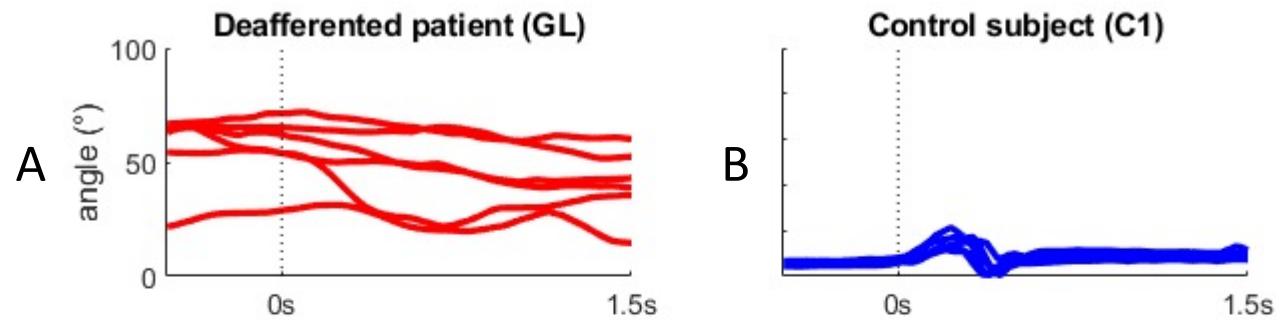 Deafferented patient (GL)
Control subject (C1)
A
angle (°)
100
50
0
0s
1.5s
B
0s
1.5s